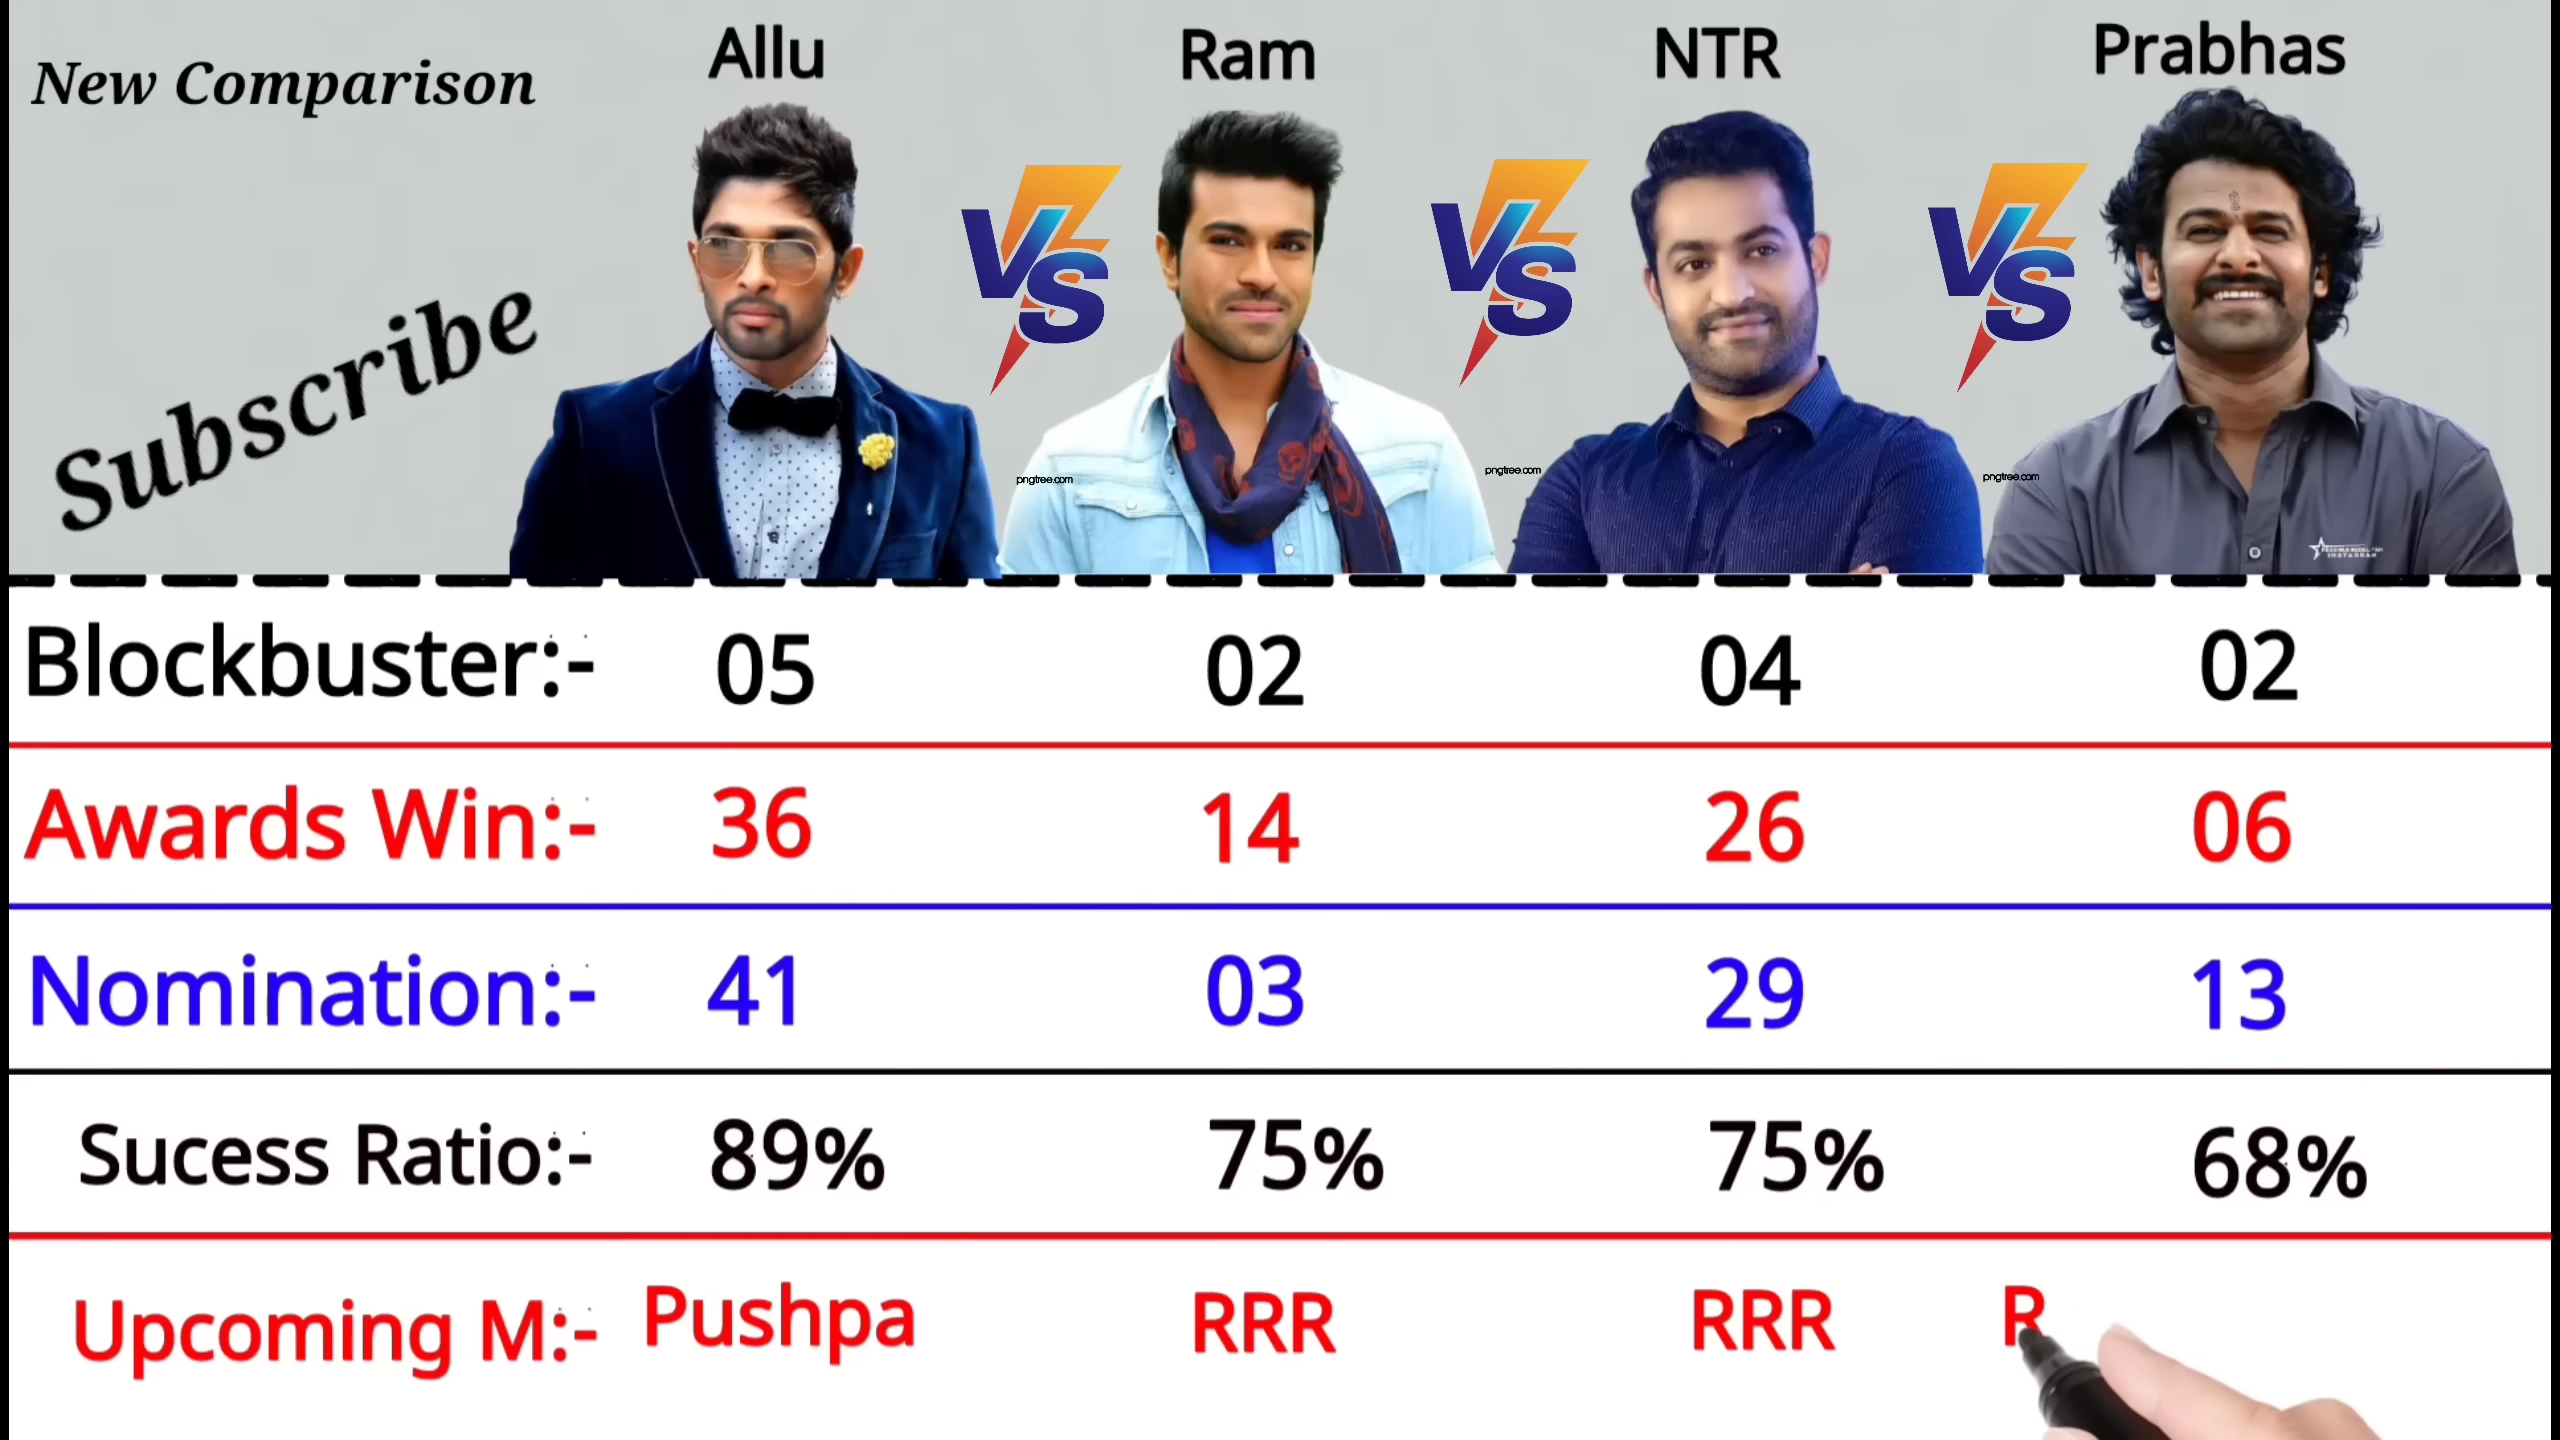 New Comparison
Allu
Ram
NTR
Prabhas
Subscribe
VS
VS
VS
pngtree.com
pngtree.com
pngtree.com
INSTAGRAM
Blockbuster:- 05 02 04 02
Awards Win:- 36 14 26 06
Nomination:- 41 03 29 13
Sucess Ratio:- 89% 75% 75% 68%
Upcoming M:- Pushpa RRR RRR R